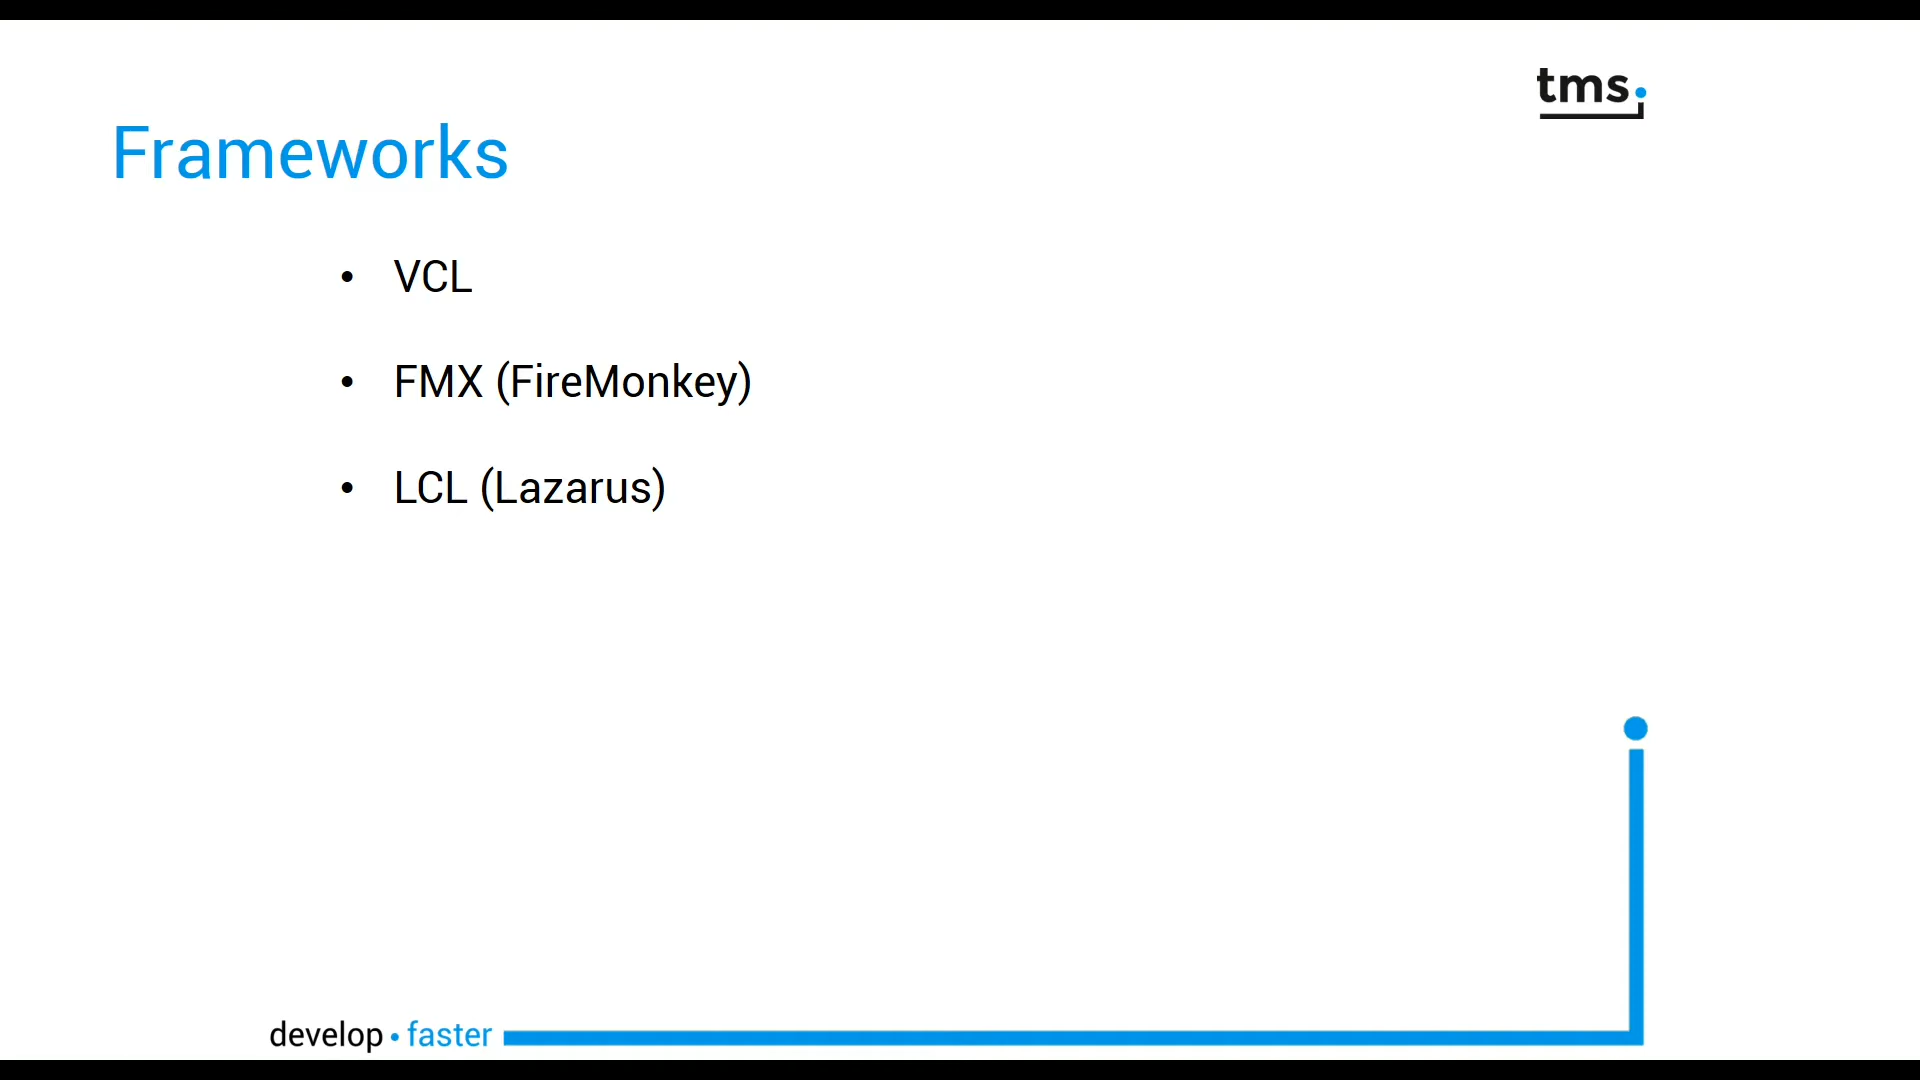 tms
Frameworks
• VCL
• FMX (FireMonkey)
• LCL (Lazarus)
develop • faster